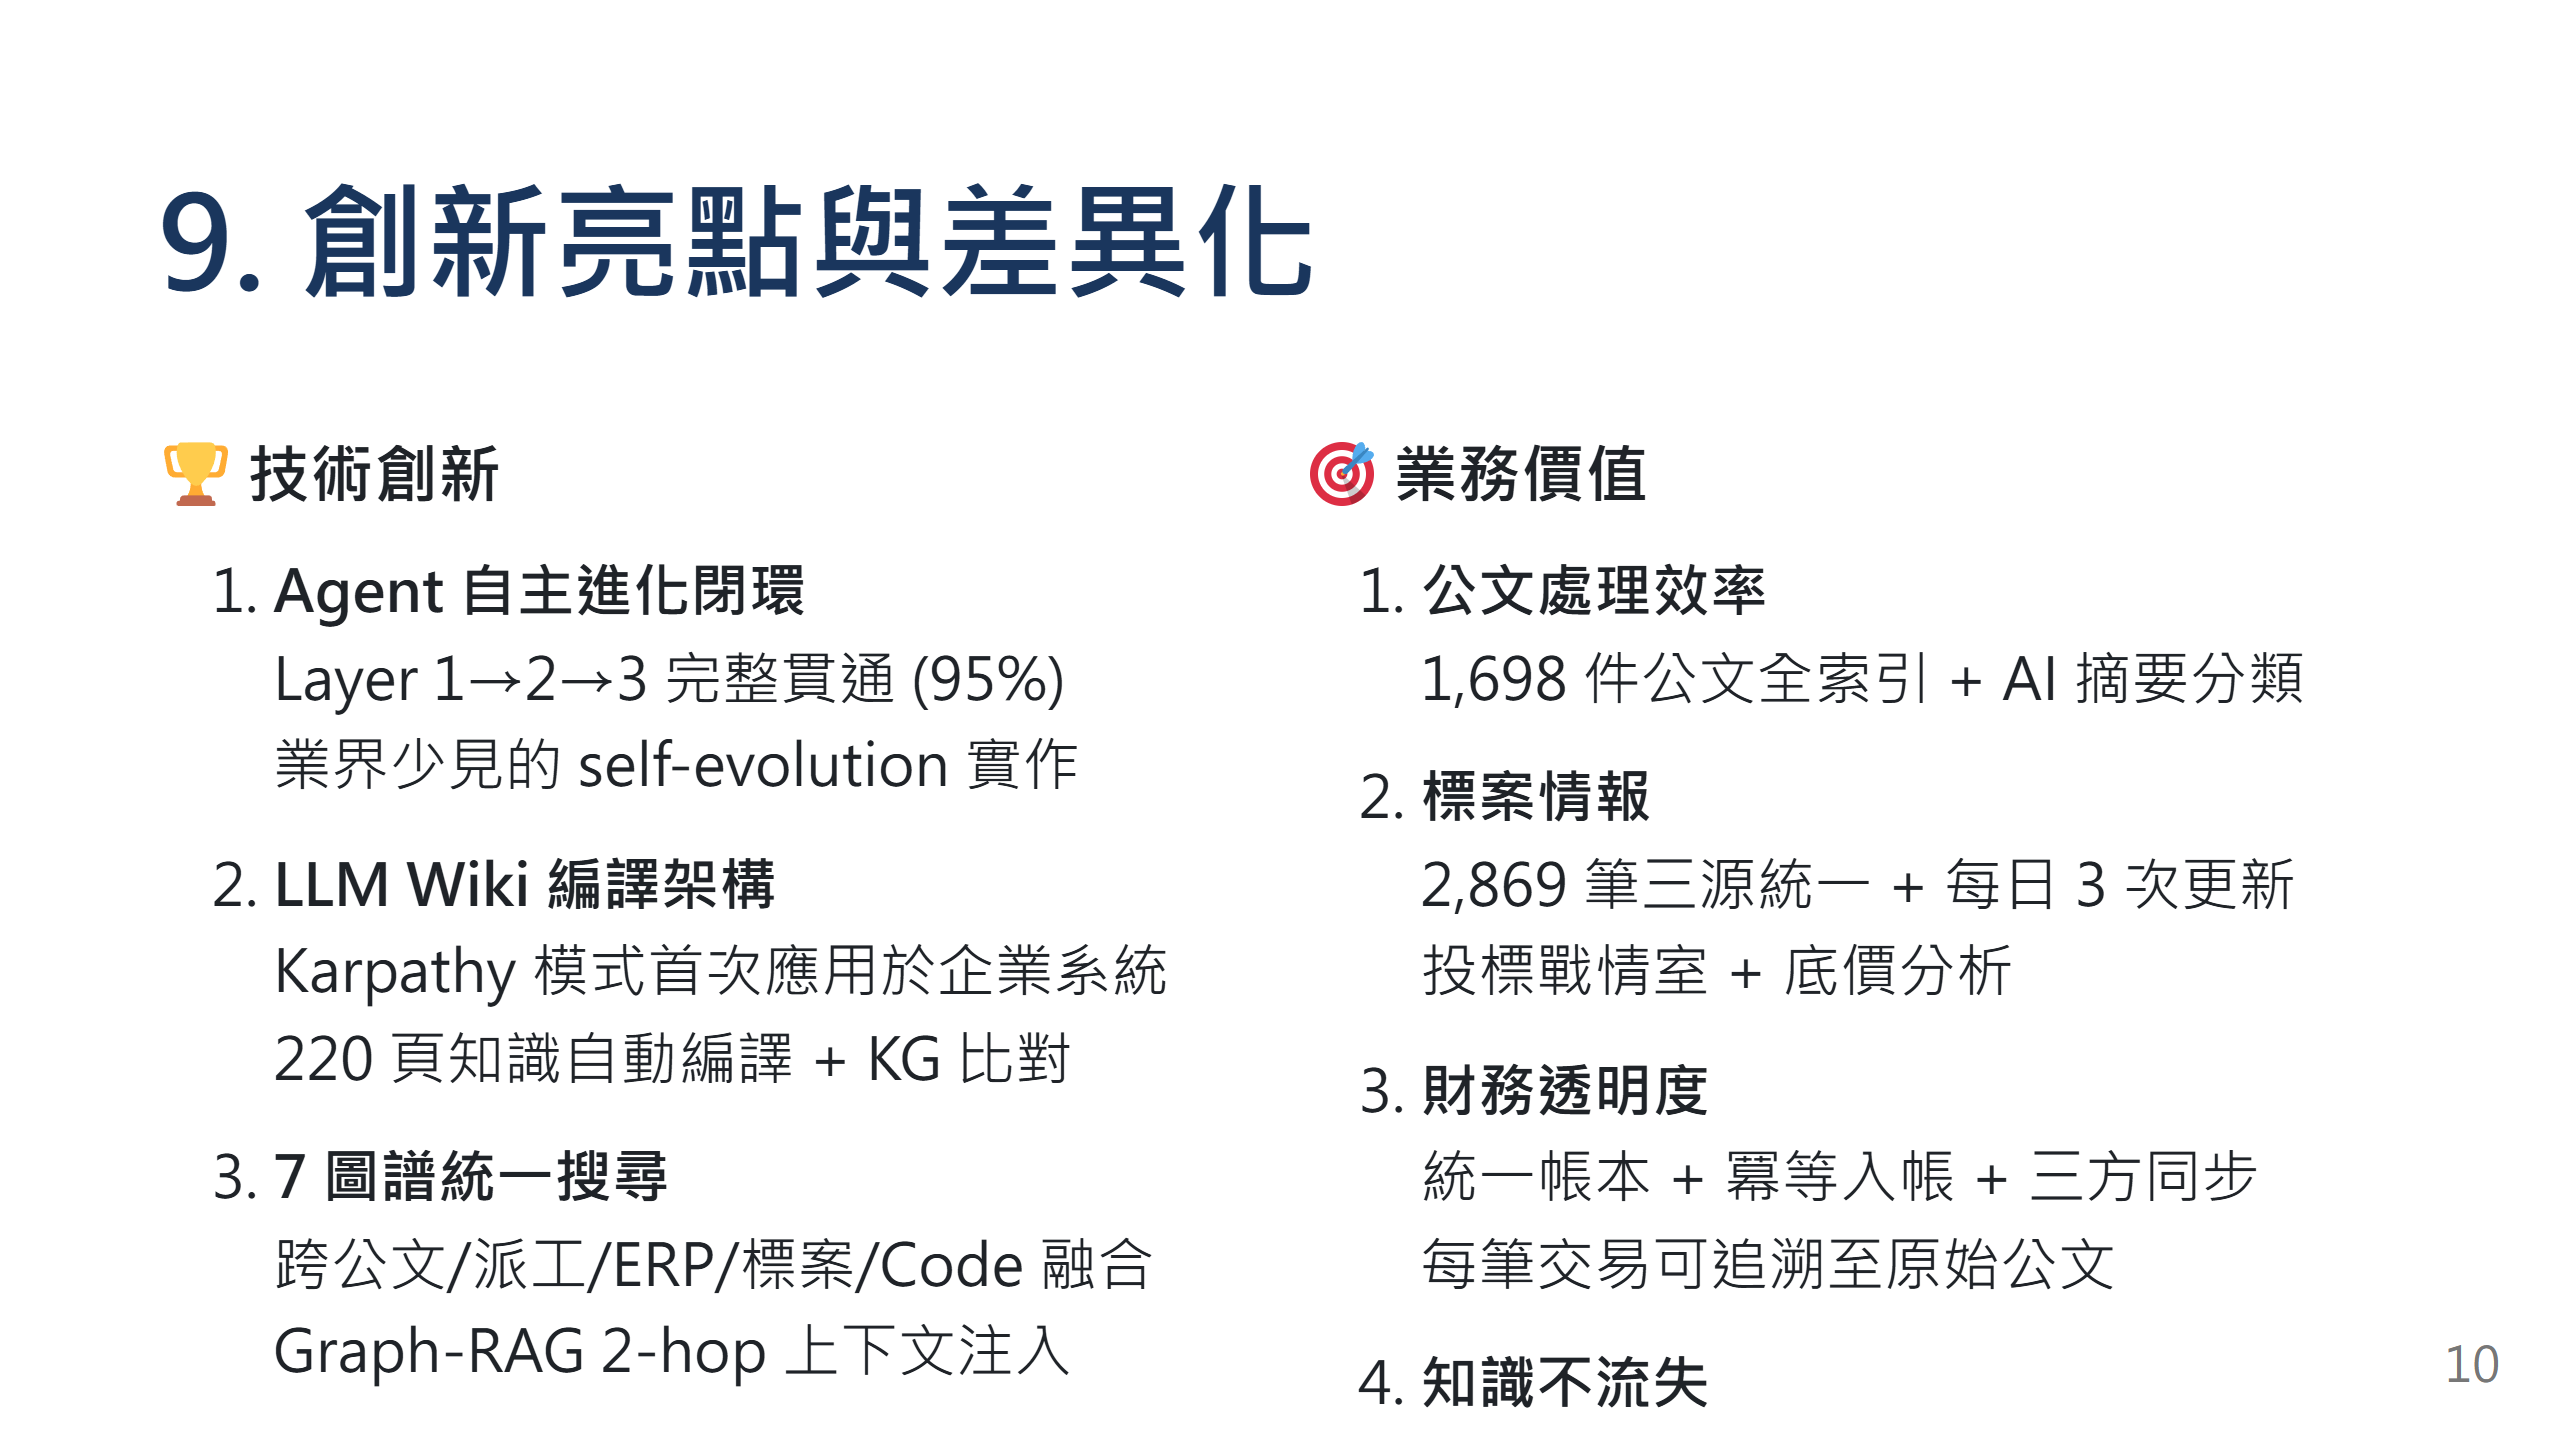 9. 創新亮點與差異化
🏆 技術創新
1. Agent 自主進化閉環
Layer 1→2→3 完整貫通 (95%)
業界少見的 self-evolution 實作
2. LLM Wiki 編譯架構
Karpathy 模式首次應用於企業系統
220 頁知識自動編譯 + KG 比對
3. 7 圖譜統一搜尋
跨公文/派工/ERP/標案/Code 融合
Graph-RAG 2-hop 上下文注入
🎯 業務價值
1. 公文處理效率
1,698 件公文全索引 + AI 摘要分類
2. 標案情報
2,869 筆三源統一 + 每日 3 次更新
投標戰情室 + 底價分析
3. 財務透明度
統一帳本 + 冪等入帳 + 三方同步
每筆交易可追溯至原始公文
4. 知識不流失
10